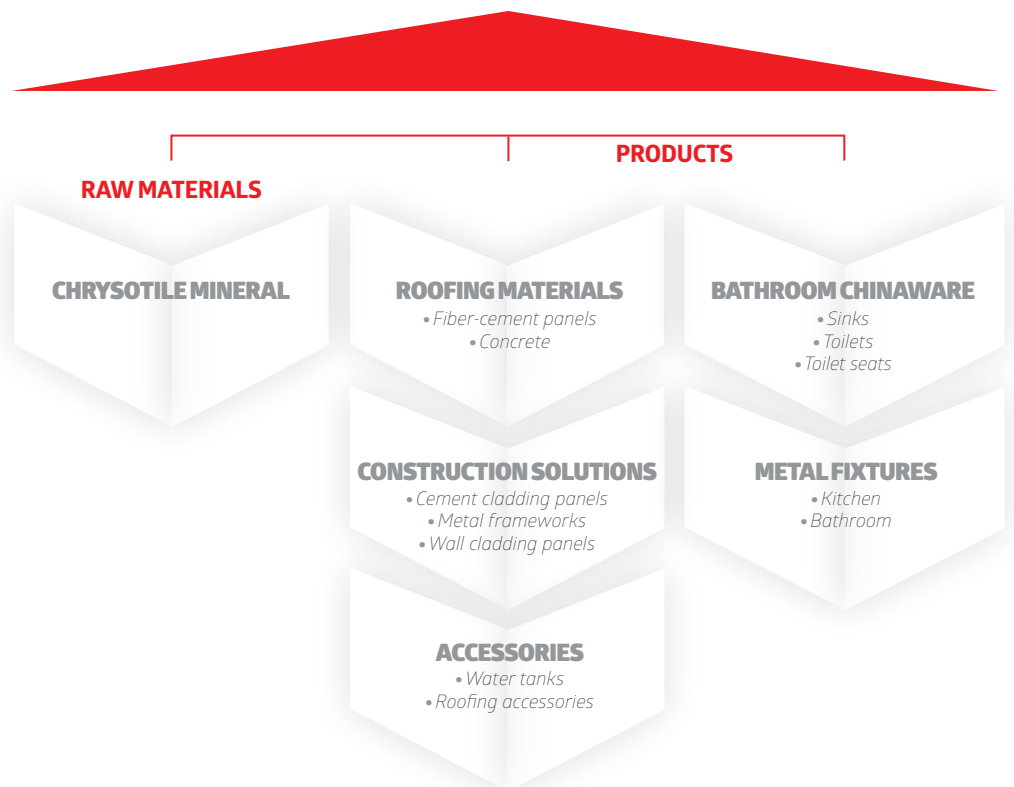 PRODUCTS
RAW MATERIALS
CHRYSOTILE MINERAL
ROOFING MATERIALS
• Fiber-cement panels
• Concrete
BATHROOM CHINAWARE
• Sinks
• Toilets
• Toilet seats
CONSTRUCTION SOLUTIONS
• Cement cladding panels
• Metal frameworks
• Wall cladding panels
METAL FIXTURES
• Kitchen
• Bathroom
ACCESSORIES
• Water tanks
• Roofing accessories